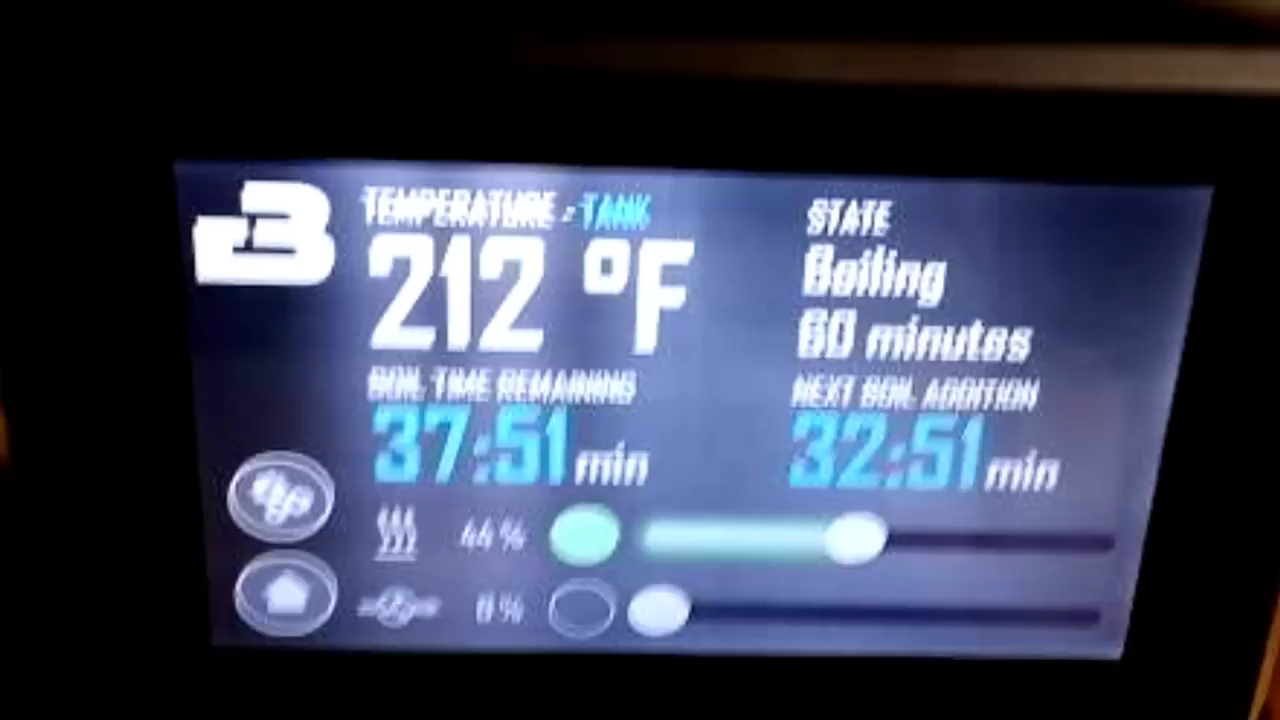 TEMPERATURE - TANK
212 °F
STATE
Boiling
60 minutes
BOIL TIME REMAINING
37:51 min
NEXT BOIL ADDITION
32:51 min
44 %
0 %